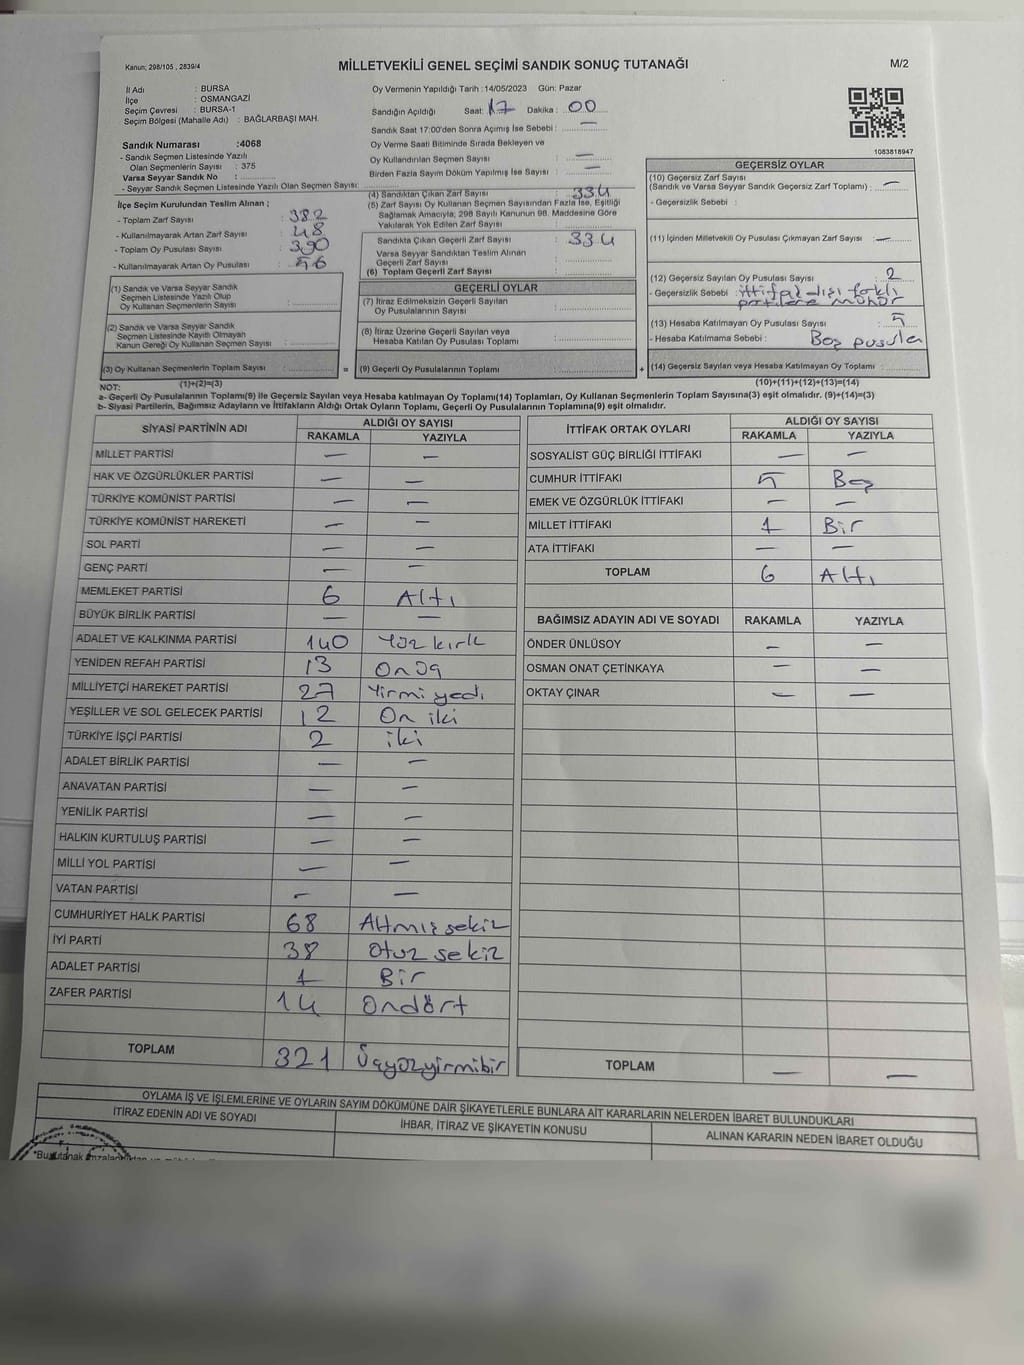 Kanun; 298/105 , 2839/4
MİLLETVEKİLİ GENEL SEÇİMİ SANDIK SONUÇ TUTANAĞI
M/2
İl Adı : BURSA
İlçe : OSMANGAZİ
Seçim Çevresi : BURSA-1
Seçim Bölgesi (Mahalle Adı) : BAĞLARBAŞI MAH.
Sandık Numarası :4068
- Sandık Seçmen Listesinde Yazılı
Olan Seçmenlerin Sayısı : 375
Varsa Seyyar Sandık No :
- Seyyar Sandık Seçmen Listesinde Yazılı Olan Seçmen Sayısı:
İlçe Seçim Kurulundan Teslim Alınan ;
- Toplam Zarf Sayısı : 382
- Kullanılmayarak Artan Zarf Sayısı : 48
- Toplam Oy Pusulası Sayısı : 390
- Kullanılmayarak Artan Oy Pusulası : 56
(1) Sandık ve Varsa Seyyar Sandık
Seçmen Listesinde Yazılı Olup
Oy Kullanan Seçmenlerin Sayısı :
(2) Sandık ve Varsa Seyyar Sandık
Seçmen Listesinde Kayıtlı Olmayan
Kanun Gereği Oy Kullanan Seçmen Sayısı :
(3) Oy Kullanan Seçmenlerin Toplam Sayısı :
Oy Vermenin Yapıldığı Tarih :14/05/2023 Gün: Pazar
Sandığın Açıldığı Saat: 17 Dakika : 00
Sandık Saat 17:00'den Sonra Açımış İse Sebebi : —
Oy Verme Saati Bitiminde Sırada Bekleyen ve
Oy Kullandırılan Seçmen Sayısı : —
Birden Fazla Sayım Döküm Yapılmış İse Sayısı : —
(4) Sandıktan Çıkan Zarf Sayısı : 334
(5) Zarf Sayısı Oy Kullanan Seçmen Sayısından Fazla İse, Eşitliği
Sağlamak Amacıyla; 298 Sayılı Kanunun 98. Maddesine Göre
Yakılarak Yok Edilen Zarf Sayısı :
Sandıkta Çıkan Geçerli Zarf Sayısı : 334
Varsa Seyyar Sandıktan Teslim Alınan
Geçerli Zarf Sayısı :
(6) Toplam Geçerli Zarf Sayısı :
GEÇERLİ OYLAR
(7) İtiraz Edilmeksizin Geçerli Sayılan
Oy Pusulalarının Sayısı :
(8) İtiraz Üzerine Geçerli Sayılan veya
Hesaba Katılan Oy Pusulası Toplamı :
= (9) Geçerli Oy Pusulalarının Toplamı :
1083818947
GEÇERSİZ OYLAR
(10) Geçersiz Zarf Sayısı
(Sandık ve Varsa Seyyar Sandık Geçersiz Zarf Toplamı) : —
- Geçersizlik Sebebi :
(11) İçinden Milletvekili Oy Pusulası Çıkmayan Zarf Sayısı : —
(12) Geçersiz Sayılan Oy Pusulası Sayısı : 2
- Geçersizlik Sebebi : ittifak dışı farklı
partilere mühür
(13) Hesaba Katılmayan Oy Pusulası Sayısı : 5
- Hesaba Katılmama Sebebi : Boş pusula
+ (14) Geçersiz Sayılan veya Hesaba Katılmayan Oy Toplamı :
NOT: (1)+(2)=(3)
(10)+(11)+(12)+(13)=(14)
a- Geçerli Oy Pusulalarının Toplamı(9) ile Geçersiz Sayılan veya Hesaba katılmayan Oy Toplamı(14) Toplamları, Oy Kullanan Seçmenlerin Toplam Sayısına(3) eşit olmalıdır. (9)+(14)=(3)
b- Siyasi Partilerin, Bağımsız Adayların ve İttifakların Aldığı Ortak Oyların Toplamı, Geçerli Oy Pusulalarının Toplamına(9) eşit olmalıdır.
SİYASİ PARTİNİN ADI ALDIĞI OY SAYISI
RAKAMLA YAZIYLA
MİLLET PARTİSİ — —
HAK VE ÖZGÜRLÜKLER PARTİSİ — —
TÜRKİYE KOMÜNİST PARTİSİ — —
TÜRKİYE KOMÜNİST HAREKETİ — —
SOL PARTİ — —
GENÇ PARTİ — —
MEMLEKET PARTİSİ 6 Altı
BÜYÜK BİRLİK PARTİSİ — —
ADALET VE KALKINMA PARTİSİ 140 Yüz kırk
YENİDEN REFAH PARTİSİ 13 Onüç
MİLLİYETÇİ HAREKET PARTİSİ 27 Yirmi yedi
YEŞİLLER VE SOL GELECEK PARTİSİ 12 On iki
TÜRKİYE İŞÇİ PARTİSİ 2 iki
ADALET BİRLİK PARTİSİ — —
ANAVATAN PARTİSİ — —
YENİLİK PARTİSİ — —
HALKIN KURTULUŞ PARTİSİ — —
MİLLİ YOL PARTİSİ — —
VATAN PARTİSİ — —
CUMHURİYET HALK PARTİSİ 68 Altmış sekiz
İYİ PARTİ 38 Otuz sekiz
ADALET PARTİSİ 1 Bir
ZAFER PARTİSİ 14 Ondört
TOPLAM 321 Üçyüzyirmibir
İTTİFAK ORTAK OYLARI ALDIĞI OY SAYISI
RAKAMLA YAZIYLA
SOSYALİST GÜÇ BİRLİĞİ İTTİFAKI — —
CUMHUR İTTİFAKI 5 Beş
EMEK VE ÖZGÜRLÜK İTTİFAKI — —
MİLLET İTTİFAKI 1 Bir
ATA İTTİFAKI — —
TOPLAM 6 Altı
BAĞIMSIZ ADAYIN ADI VE SOYADI RAKAMLA YAZIYLA
ÖNDER ÜNLÜSOY — —
OSMAN ONAT ÇETİNKAYA — —
OKTAY ÇINAR — —
TOPLAM — —
OYLAMA İŞ VE İŞLEMLERİNE VE OYLARIN SAYIM DÖKÜMÜNE DAİR ŞİKAYETLERLE BUNLARA AİT KARARLARIN NELERDEN İBARET BULUNDUKLARI
İTİRAZ EDENİN ADI VE SOYADI İHBAR, İTİRAZ VE ŞİKAYETİN KONUSU ALINAN KARARIN NEDEN İBARET OLDUĞU